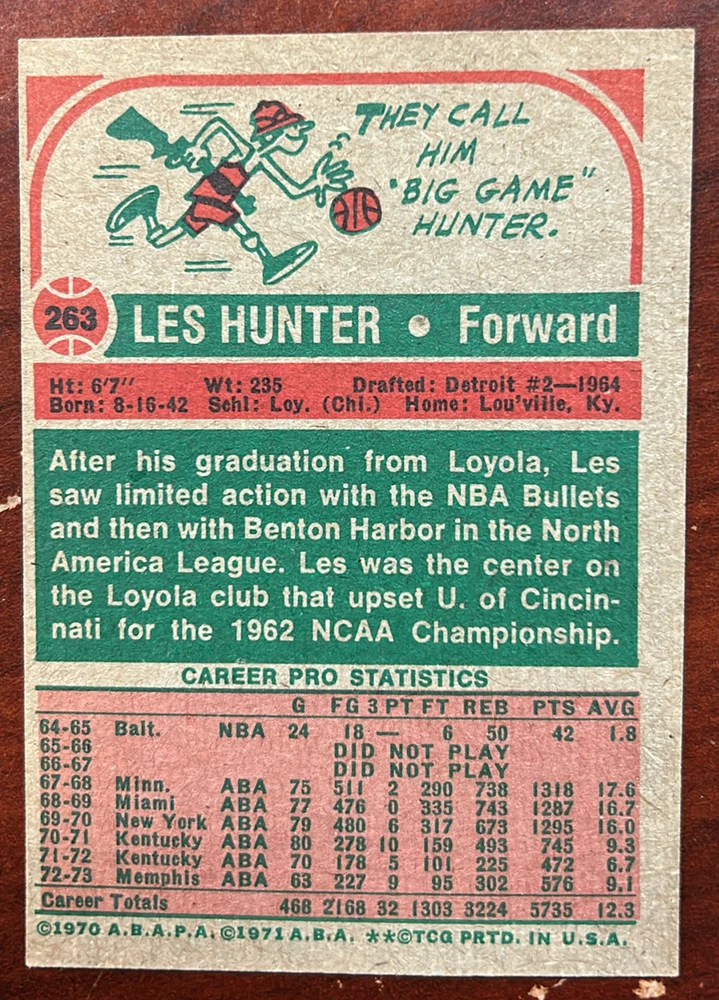 THEY CALL
HIM
"BIG GAME"
HUNTER.
263 LES HUNTER • Forward
Ht: 6'7" Wt: 235 Drafted: Detroit #2—1964
Born: 8-16-42 Schl: Loy. (Chi.) Home: Lou'ville, Ky.
After his graduation from Loyola, Les
saw limited action with the NBA Bullets
and then with Benton Harbor in the North
America League. Les was the center on
the Loyola club that upset U. of Cincin-
nati for the 1962 NCAA Championship.
CAREER PRO STATISTICS
G FG 3 PT FT REB PTS AVG
64-65 Balt. NBA 24 18 — 6 50 42 1.8
65-66 DID NOT PLAY
66-67 DID NOT PLAY
67-68 Minn. ABA 75 511 2 290 738 1318 17.6
68-69 Miami ABA 77 476 0 335 743 1287 16.7
69-70 New York ABA 79 480 6 317 673 1295 16.0
70-71 Kentucky ABA 80 278 10 159 493 745 9.3
71-72 Kentucky ABA 70 178 5 101 225 472 6.7
72-73 Memphis ABA 63 227 9 95 302 576 9.1
Career Totals 468 2168 32 1303 3224 5735 12.3
©1970 A.B.A.P.A. ©1971 A.B.A. **©TCG PRTD. IN U.S.A.